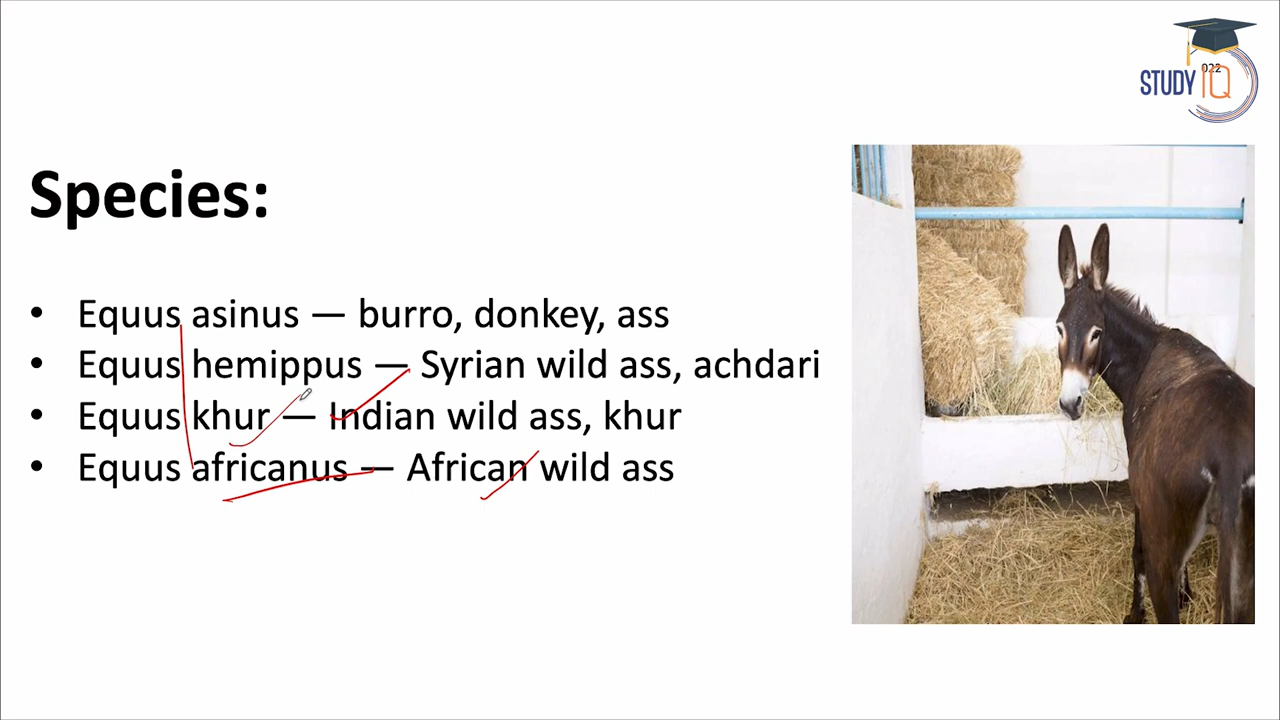 022
STUDY IQ
Species:
• Equus asinus — burro, donkey, ass
• Equus hemippus — Syrian wild ass, achdari
• Equus khur — Indian wild ass, khur
• Equus africanus — African wild ass